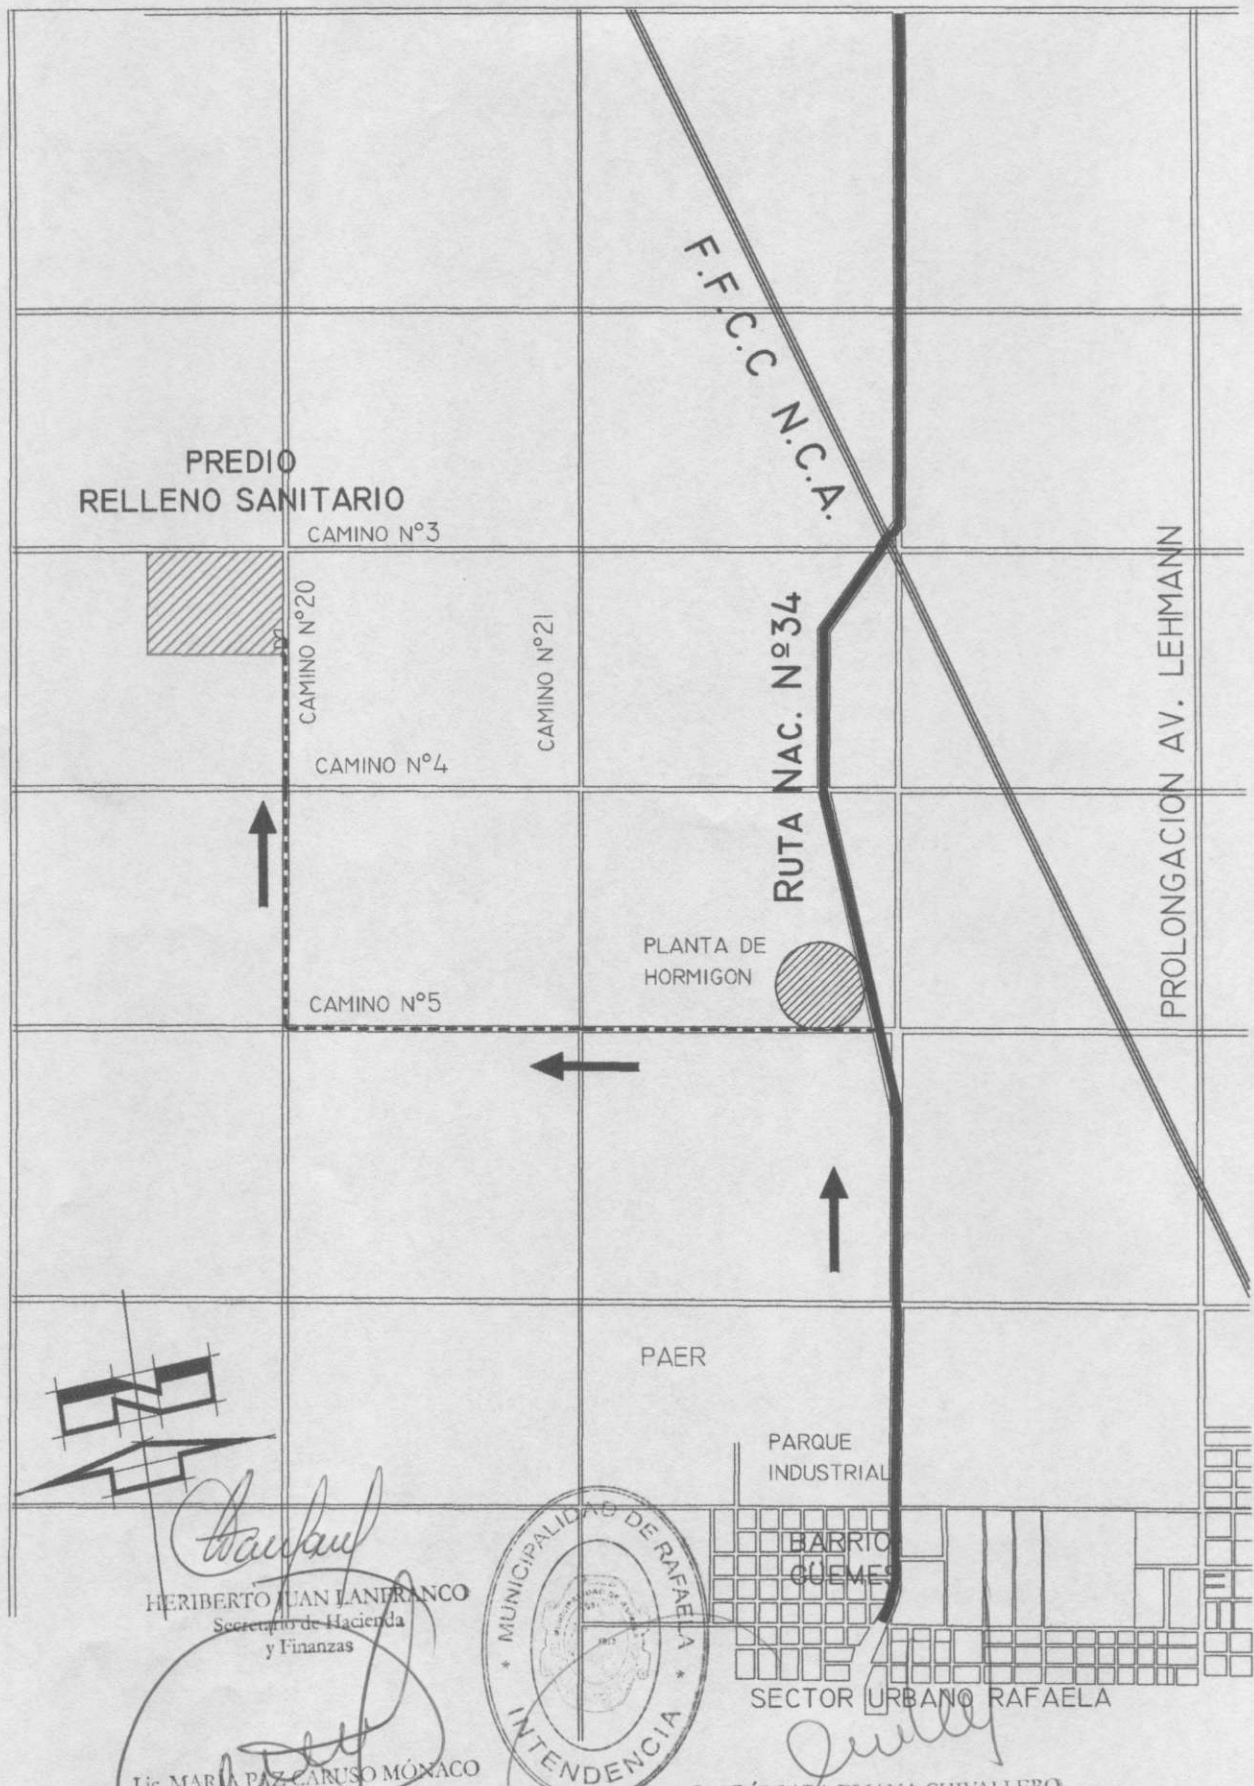 F.F.C.C N.C.A.
PREDIO
RELLENO SANITARIO
CAMINO N°3
CAMINO N°20
CAMINO N°21
RUTA NAC. Nº34
PROLONGACION AV. LEHMANN
CAMINO N°4
PLANTA DE
HORMIGON
CAMINO N°5
PAER
PARQUE
INDUSTRIAL
BARRIO
GÜEMES
SECTOR URBANO RAFAELA
HERIBERTO JUAN LANFRANCO
Secretario de Hacienda
y Finanzas
* MUNICIPALIDAD DE RAFAELA *
INTENDENCIA
Lic. MARÍA PAZ CARUSO MÓNACO